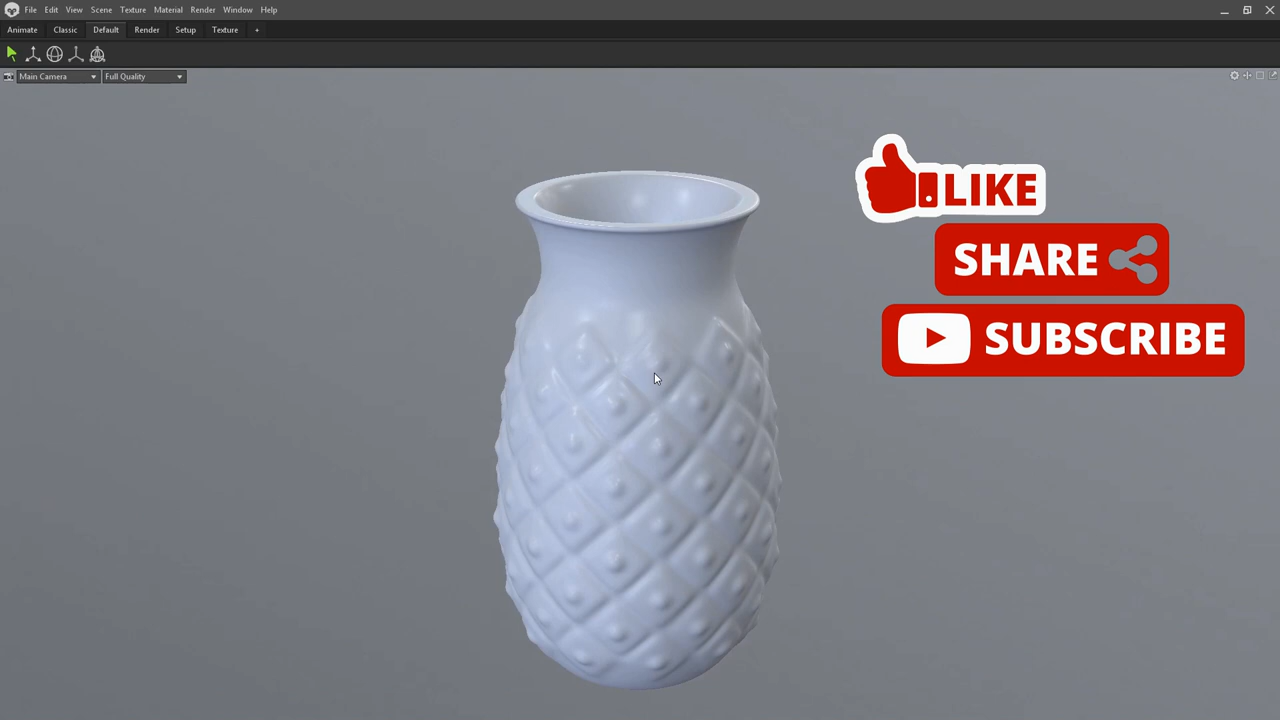 File Edit View Scene Texture Material Render Window Help
Animate Classic Default Render Setup Texture +
Main Camera Full Quality
LIKE
SHARE
SUBSCRIBE